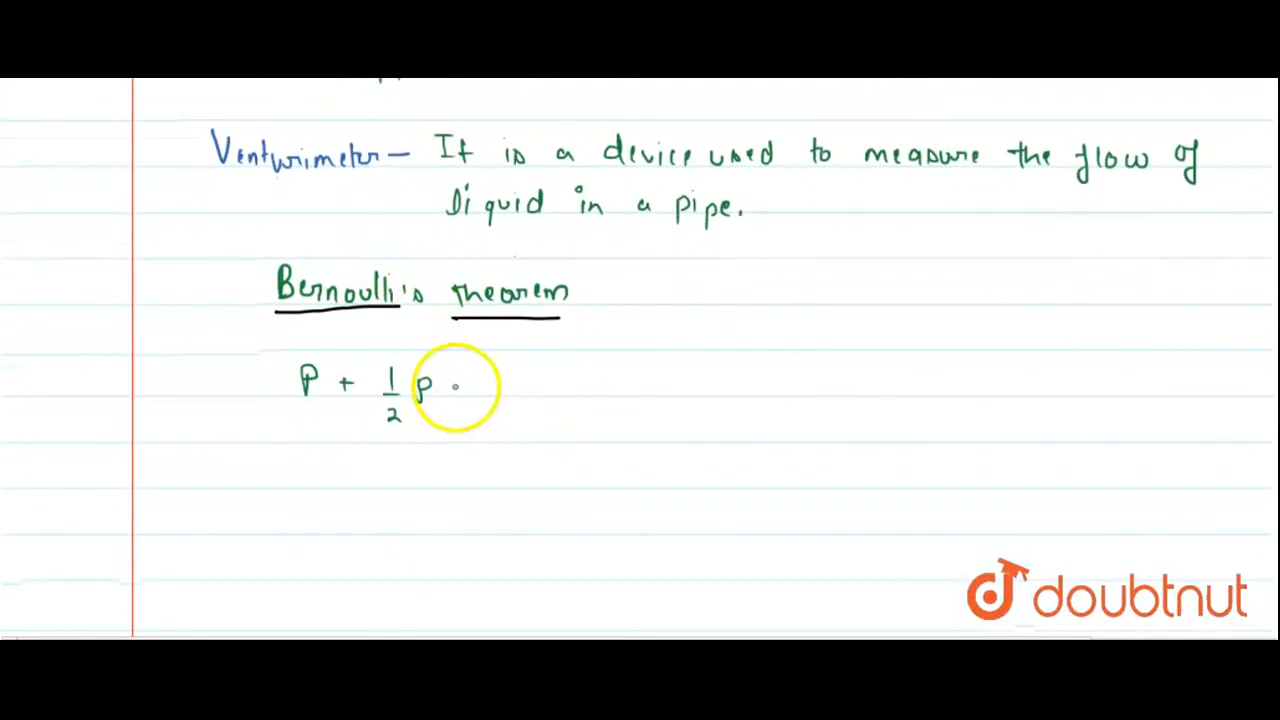 Venturimeter – It is a device used to measure the flow of
liquid in a pipe.
Bernoulli's theorem
P + 1/2 ρ
doubtnut